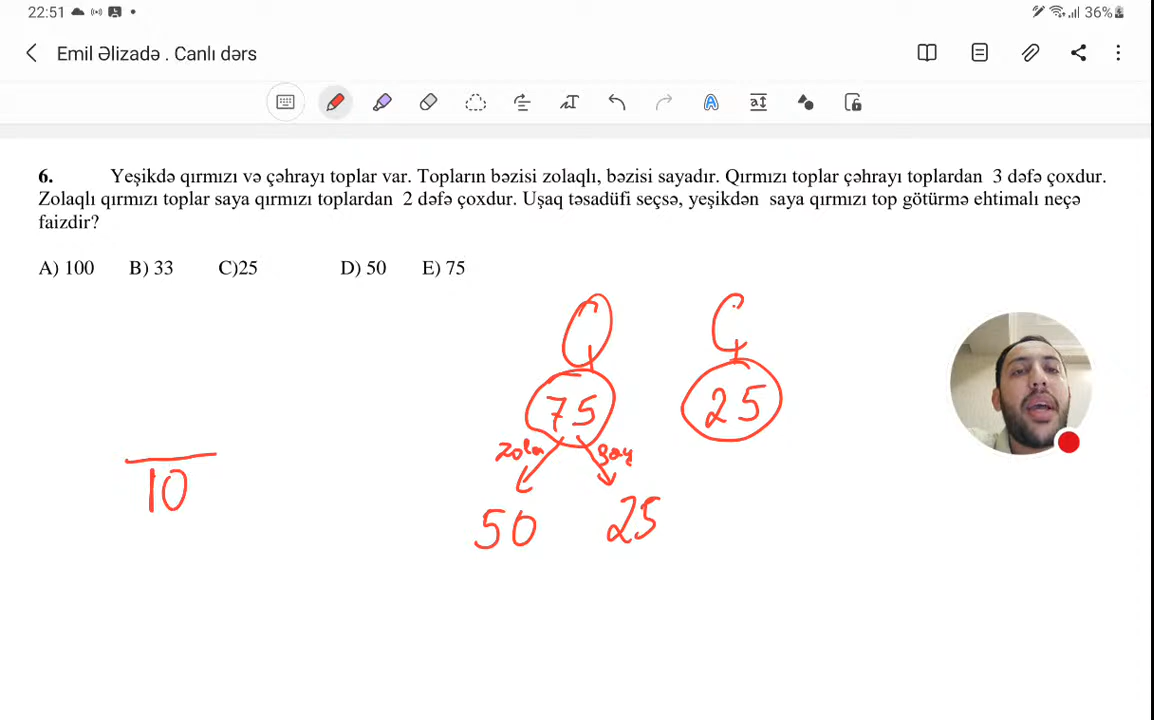 22:51 36%
Emil Əlizadə . Canlı dərs
6. Yeşikdə qırmızı və çəhrayı toplar var. Topların bəzisi zolaqlı, bəzisi sayadır. Qırmızı toplar çəhrayı toplardan 3 dəfə çoxdur.
Zolaqlı qırmızı toplar saya qırmızı toplardan 2 dəfə çoxdur. Uşaq təsadüfi seçsə, yeşikdən saya qırmızı top götürmə ehtimalı neçə
faizdir?
A) 100 B) 33 C)25 D) 50 E) 75
Q Ç
75 25
zola say
10
50 25